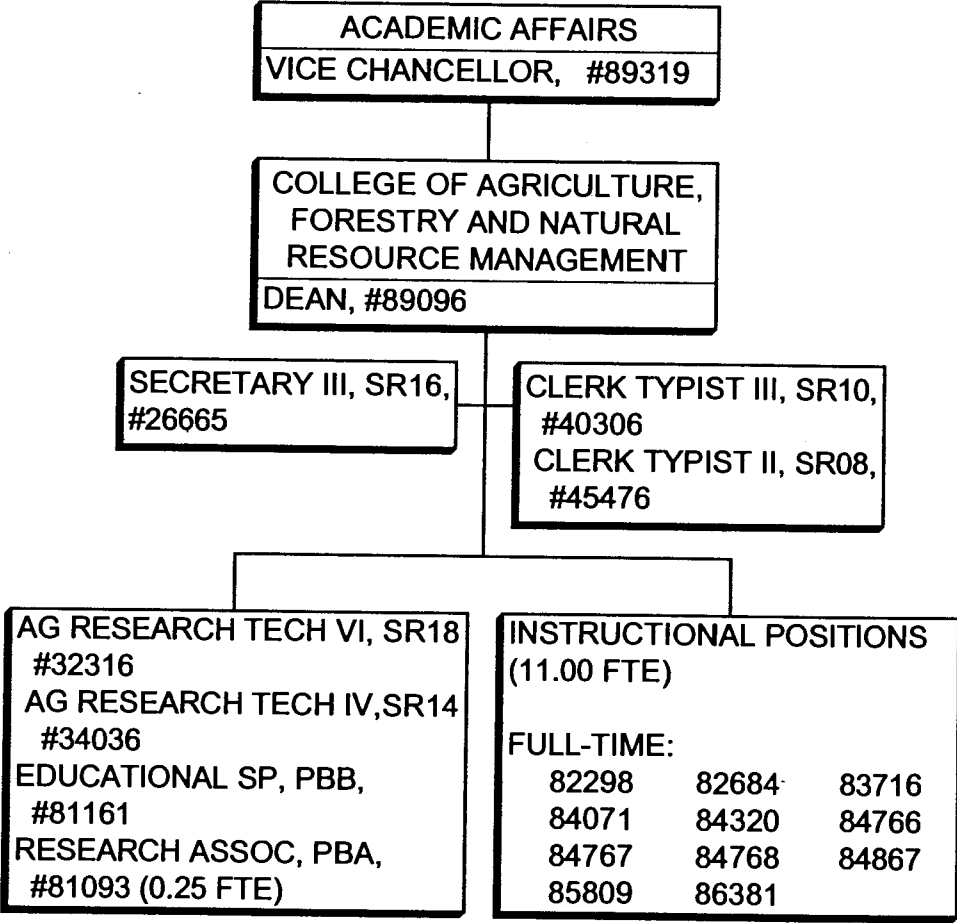 ACADEMIC AFFAIRS
VICE CHANCELLOR, #89319
COLLEGE OF AGRICULTURE,
FORESTRY AND NATURAL
RESOURCE MANAGEMENT
DEAN, #89096
SECRETARY III, SR16,
#26665
CLERK TYPIST III, SR10,
#40306
CLERK TYPIST II, SR08,
#45476
AG RESEARCH TECH VI, SR18
#32316
AG RESEARCH TECH IV,SR14
#34036
EDUCATIONAL SP, PBB,
#81161
RESEARCH ASSOC, PBA,
#81093 (0.25 FTE)
INSTRUCTIONAL POSITIONS
(11.00 FTE)
FULL-TIME:
82298 82684 83716
84071 84320 84766
84767 84768 84867
85809 86381